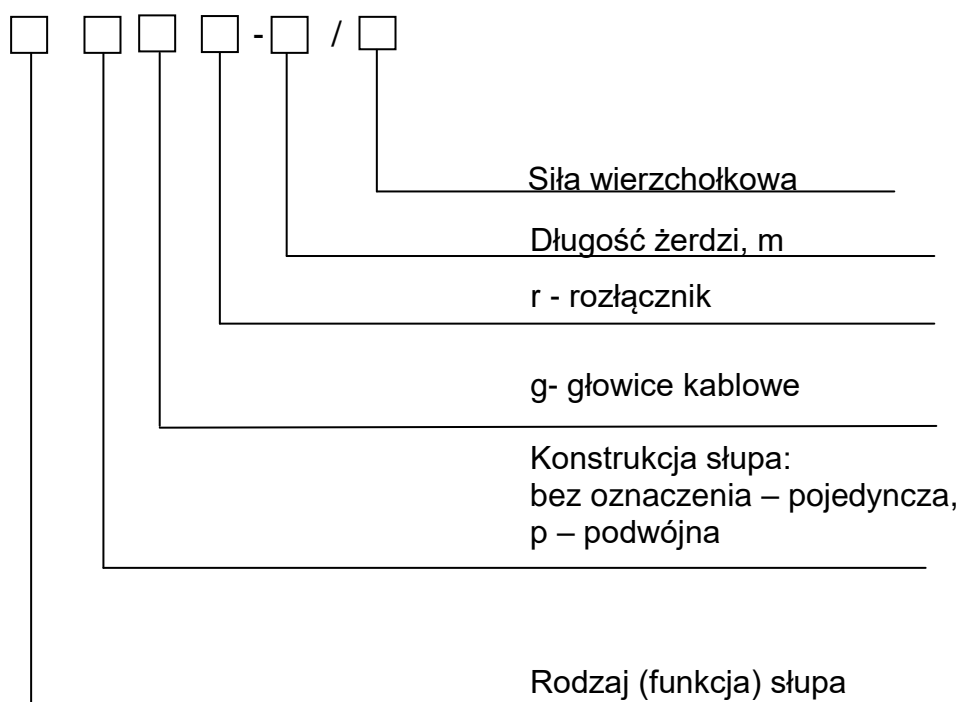 - /
Siła wierzchołkowa
Długość żerdzi, m
r - rozłącznik
g- głowice kablowe
Konstrukcja słupa:
bez oznaczenia – pojedyncza,
p – podwójna
Rodzaj (funkcja) słupa